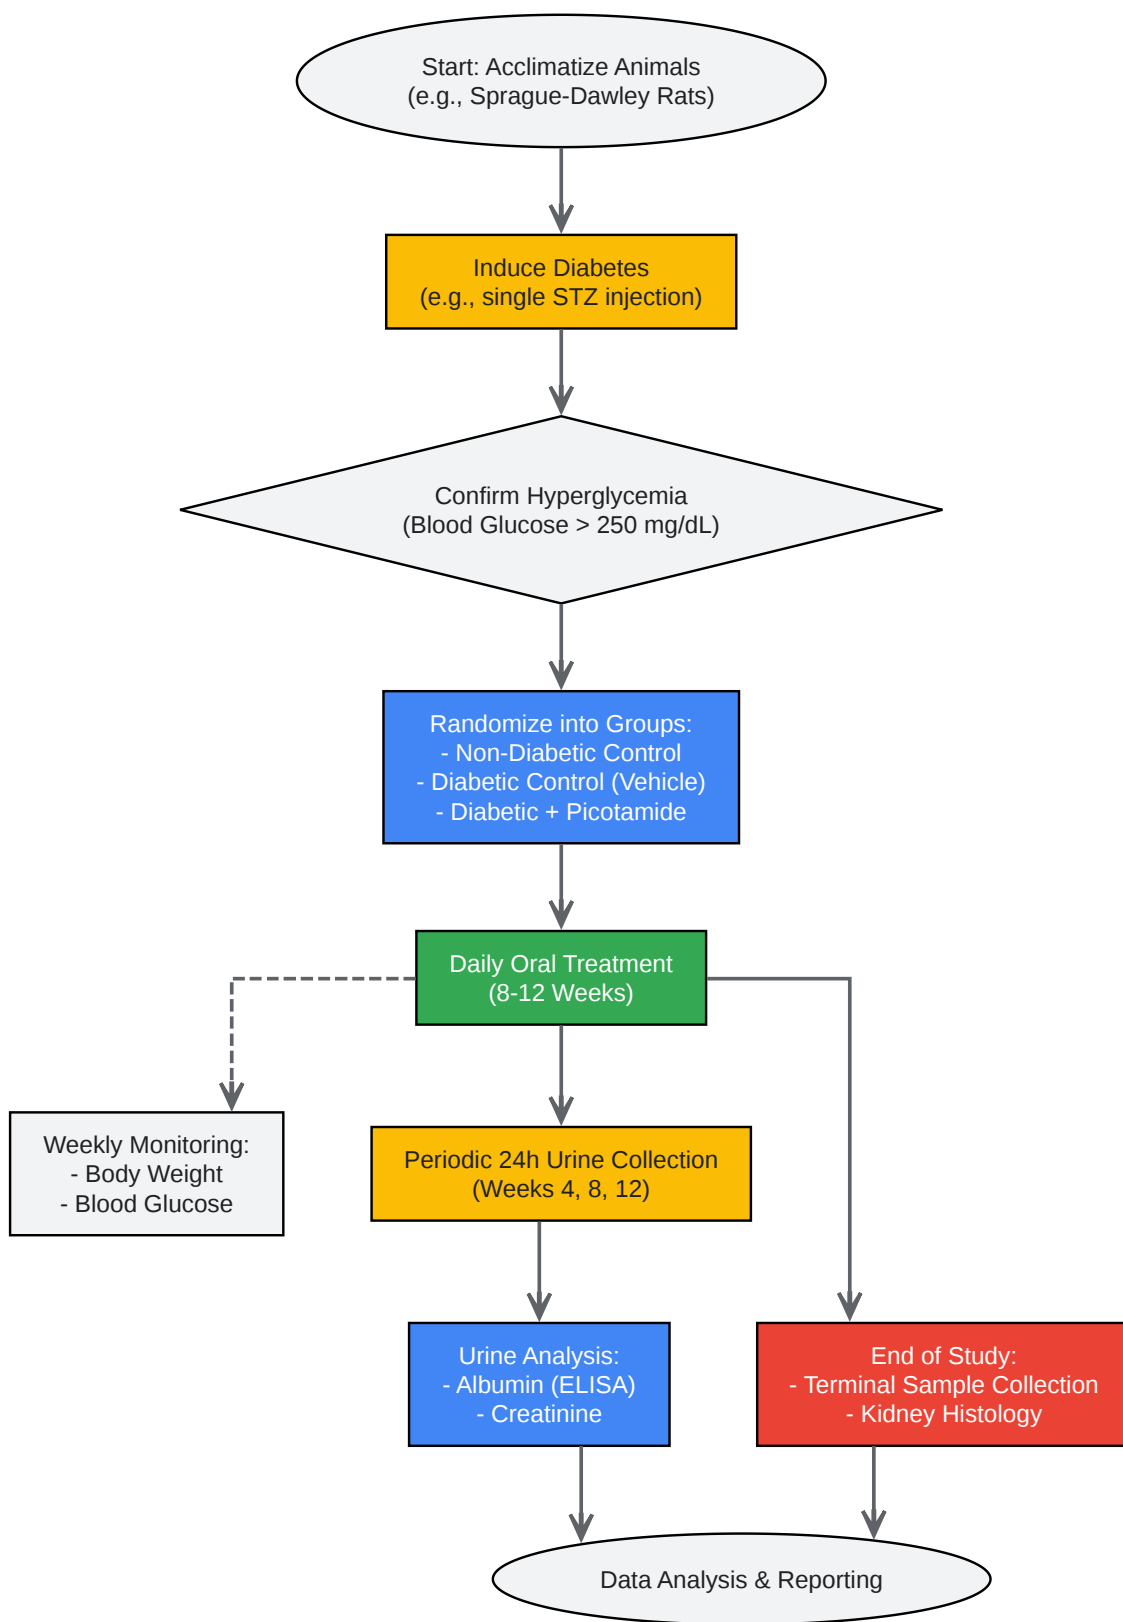 Start: Acclimatize Animals
(e.g., Sprague-Dawley Rats)
Induce Diabetes
(e.g., single STZ injection)
Confirm Hyperglycemia
(Blood Glucose > 250 mg/dL)
Randomize into Groups:
- Non-Diabetic Control
- Diabetic Control (Vehicle)
- Diabetic + Picotamide
Daily Oral Treatment
(8-12 Weeks)
Weekly Monitoring:
- Body Weight
- Blood Glucose
Periodic 24h Urine Collection
(Weeks 4, 8, 12)
Urine Analysis:
- Albumin (ELISA)
- Creatinine
End of Study:
- Terminal Sample Collection
- Kidney Histology
Data Analysis & Reporting